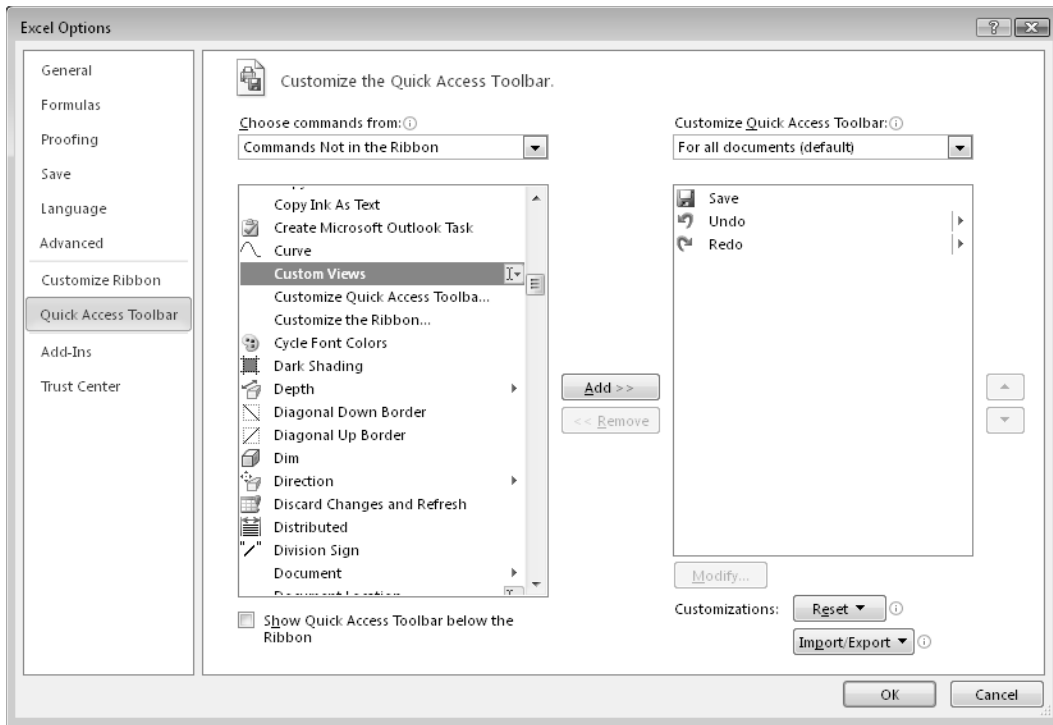 Excel Options
General
Formulas
Proofing
Save
Language
Advanced
Customize Ribbon
Quick Access Toolbar
Add-Ins
Trust Center
Customize the Quick Access Toolbar.
Choose commands from:
Commands Not in the Ribbon
Copy Ink As Text
Create Microsoft Outlook Task
Curve
Custom Views
Customize Quick Access Toolba...
Customize the Ribbon...
Cycle Font Colors
Dark Shading
Depth
Diagonal Down Border
Diagonal Up Border
Dim
Direction
Discard Changes and Refresh
Distributed
Division Sign
Document
Show Quick Access Toolbar below the
Ribbon
Add >>
<< Remove
Customize Quick Access Toolbar:
For all documents (default)
Save
Undo
Redo
Modify...
Customizations:
Reset
Import/Export
OK
Cancel